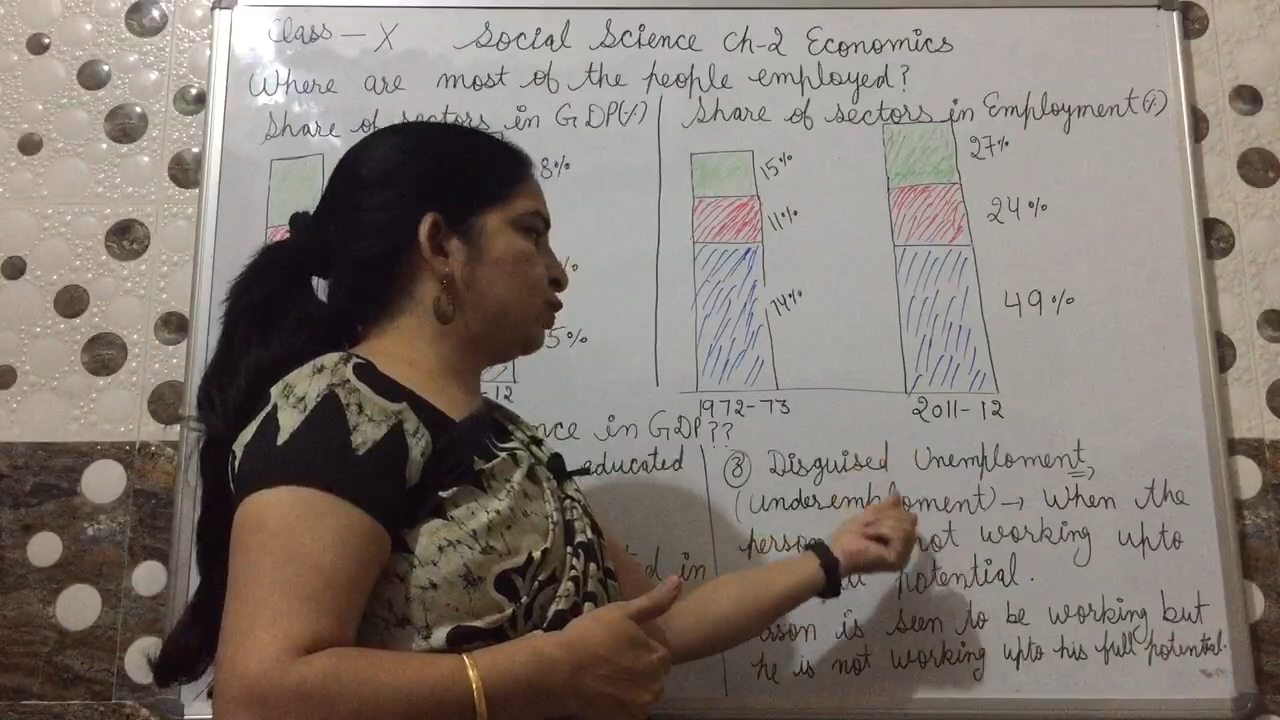 Class - X Social Science Ch-2 Economics
Where are most of the people employed?
Share of sectors in GDP(%)
Share of sectors in Employment(%)
8%
%
5%
-12
15%
11%
74%
1972-73
27%
24%
49%
2011-12
in GDP??
educated
in
③ Disguised Unemploment,
(underemploment) → When the
person not working upto
potential.
is seen to be working but
he is not working upto his full potential.